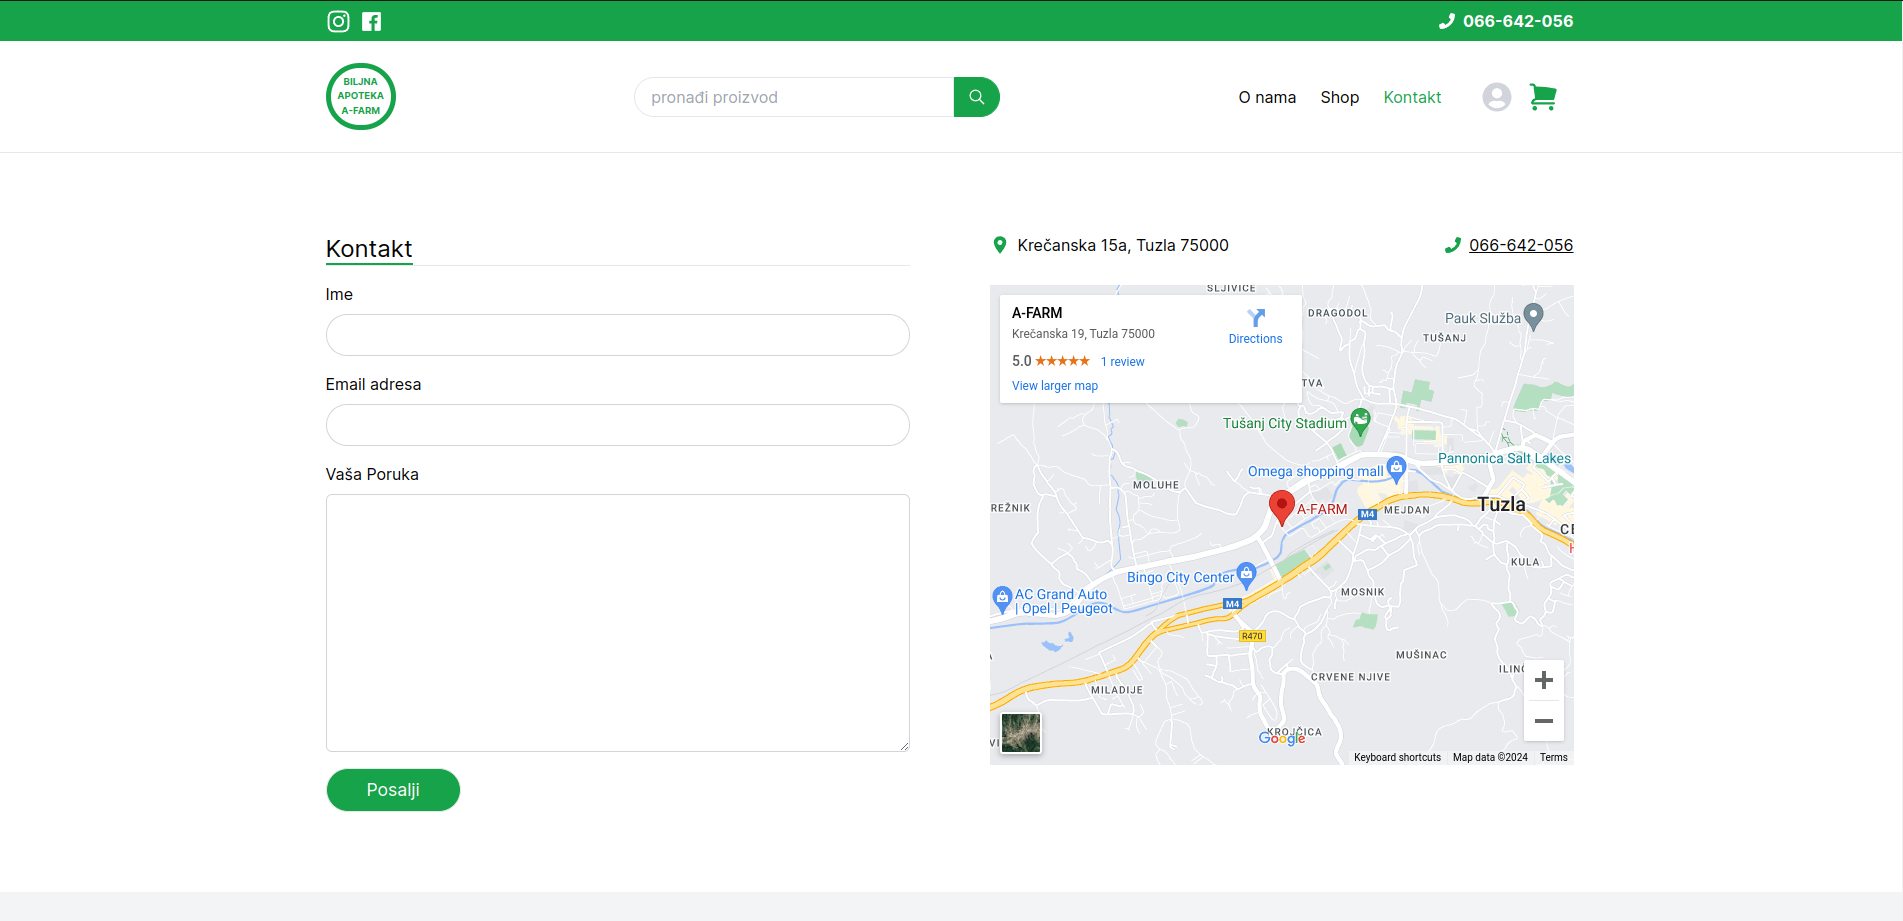 066-642-056
BILJNA
APOTEKA
A-FARM
pronađi proizvod
O nama
Shop
Kontakt
Kontakt
Ime
Email adresa
Vaša Poruka
Posalji
Krečanska 15a, Tuzla 75000
066-642-056
SLJIVICE
A-FARM
Krečanska 19, Tuzla 75000
5.0
1 review
View larger map
Directions
DRAGODOL
Pauk Služba
TUŠANJ
TVA
Tušanj City Stadium
Pannonica Salt Lakes
Omega shopping mall
MOLUHE
REŽNIK
A-FARM
M4
MEJDAN
Tuzla
CE
H
KULA
Bingo City Center
MOSNIK
AC Grand Auto
| Opel | Peugeot
M4
R470
MUŠINAC
CRVENE NJIVE
ILINC
MILADIJE
KROJČICA
VI
Google
Keyboard shortcuts
Map data ©2024
Terms